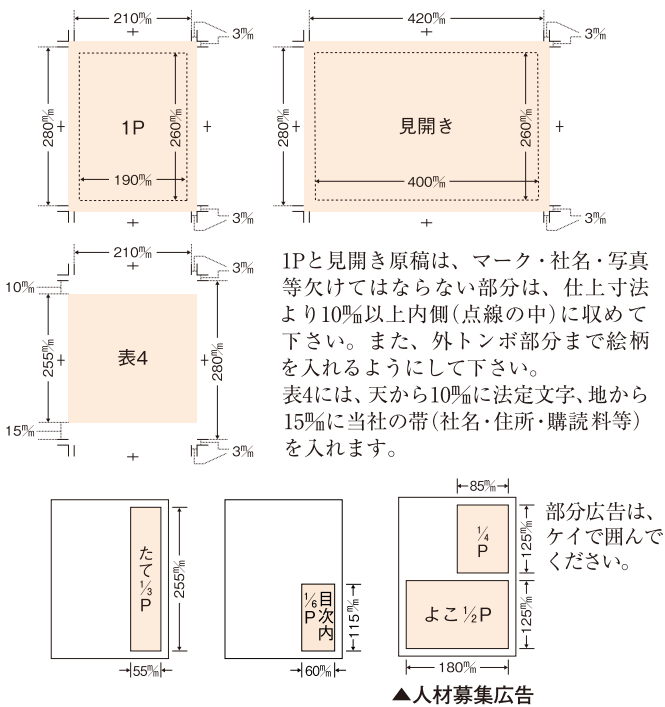 210㎜
3㎜
280㎜
1P
260㎜
190㎜
3㎜
420㎜
3㎜
280㎜
見開き
260㎜
400㎜
3㎜
210㎜
3㎜
10㎜
255㎜
表4
280㎜
15㎜
3㎜
1Pと見開き原稿は、マーク・社名・写真
等欠けてはならない部分は、仕上寸法
より10㎜以上内側(点線の中)に収めて
下さい。また、外トンボ部分まで絵柄
を入れるようにして下さい。
表4には、天から10㎜に法定文字、地から
15㎜に当社の帯(社名・住所・購読料等)
を入れます。
たて1/3P
255㎜
55㎜
目次内
1/6P
115㎜
60㎜
85㎜
1/4
P
125㎜
よこ1/2P
125㎜
180㎜
▲人材募集広告
部分広告は、
ケイで囲んで
ください。